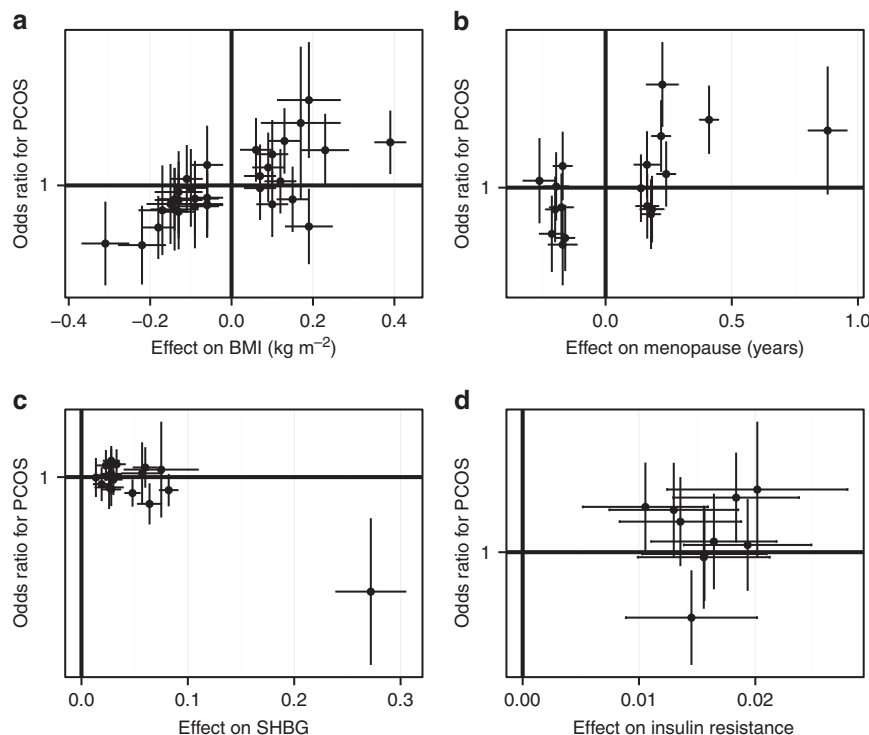 a
Odds ratio for PCOS
1
−0.4 −0.2 0.0 0.2 0.4
Effect on BMI (kg m−2)
b
Odds ratio for PCOS
1
0.0 0.5 1.0
Effect on menopause (years)
c
Odds ratio for PCOS
1
0.0 0.1 0.2 0.3
Effect on SHBG
d
Odds ratio for PCOS
1
0.00 0.01 0.02
Effect on insulin resistance